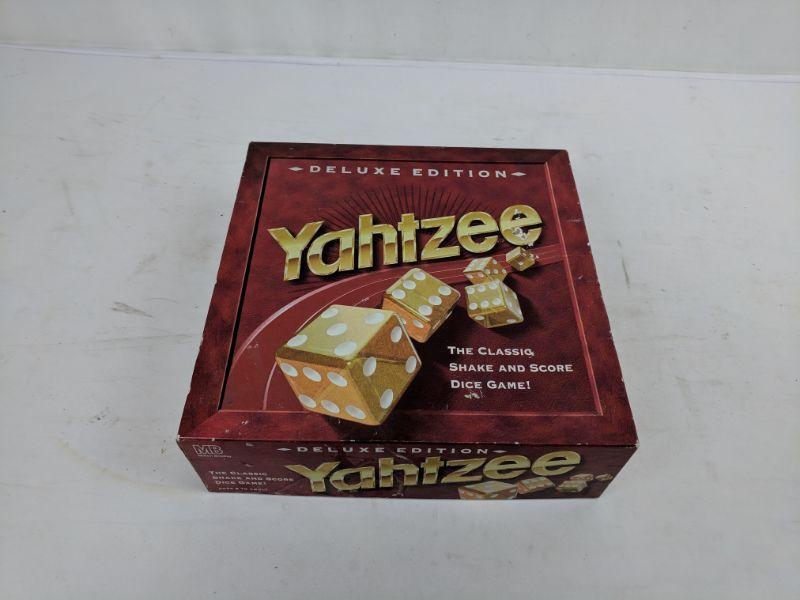 DELUXE EDITION
Yahtzee
THE CLASSIC
SHAKE AND SCORE
DICE GAME!
MB
DELUXE EDITION
Yahtzee
THE CLASSIC
SHAKE AND SCORE
DICE GAME!